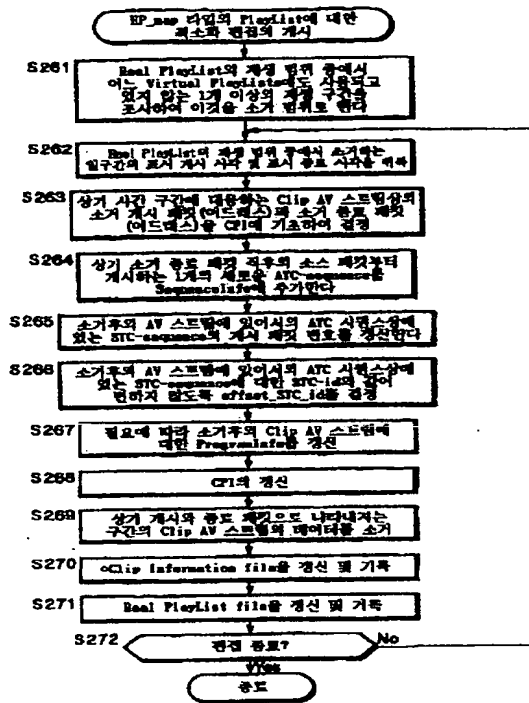 EP_map 타입의 PlayList에 대한
최소화 편집의 개시
S261
Real PlayList의 재생 범위 중에서
어느 Virtual PlayLists에도 사용되고
있지 않는 1개 이상의 재생 구간을
조사하여 이것을 소거 범위로 한다
S262
Real PlayList의 재생 범위 중에서 소거하는
일구간의 표시 개시 시각 및 표시 종료 시각을 취득
S263
상기 시간 구간에 대응하는 Clip AV 스트림상의
소거 개시 패킷(어드레스)과 소거 종료 패킷
(어드레스)을 CPI에 기초하여 결정
S264
상기 소거 종료 패킷 직후의 소스 패킷부터
개시하는 1개의 새로운 ATC-sequence를
SequenceInfo에 추가한다
S265
소거후의 AV 스트림에 있어서의 ATC 시퀀스상에
있는 STC-sequence의 개시 패킷 번호를 갱신한다
S266
소거후의 AV 스트림에 있어서의 ATC 시퀀스상에
있는 STC-sequence에 대한 STC-id의 값이
변하지 않도록 offset_STC_id를 결정
S267
필요에 따라 소거후의 Clip AV 스트림에
대한 ProgramInfo를 갱신
S268
CPI의 갱신
S269
상기 개시와 종료 패킷으로 나타내지는
구간의 Clip AV 스트림의 데이터를 소거
S270
○Clip information file을 갱신 및 기록
S271
Real PlayList file을 갱신 및 기록
S272
편집 종료?
No
Yes
종료